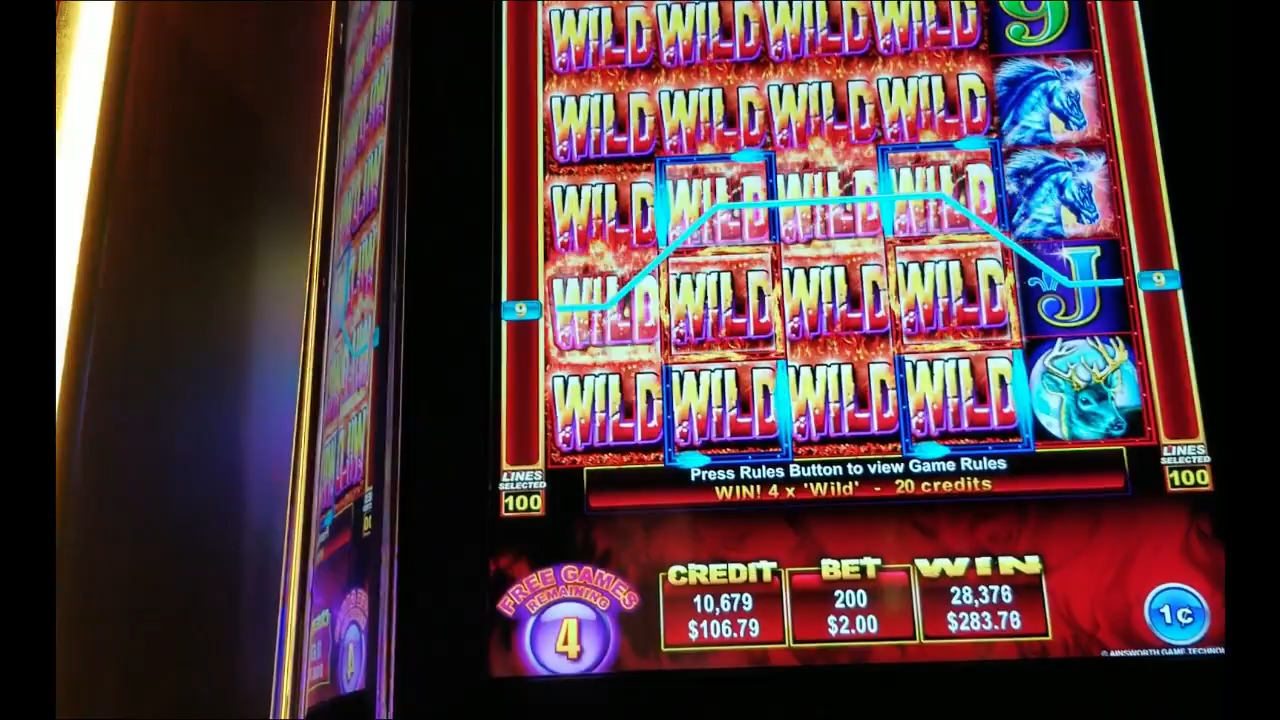 WILD WILD WILD WILD 9
WILD WILD WILD WILD
WILD WILD WILD WILD
9 WILD WILD WILD WILD J 9
WILD WILD WILD WILD
LINES SELECTED 100
Press Rules Button to view Game Rules
WIN! 4 x 'Wild' - 20 credits
LINES SELECTED 100
FREE GAMES
REMAINING
4
CREDIT
10,679
$106.79
BET
200
$2.00
WIN
28,376
$283.76
1¢
© AINSWORTH GAME